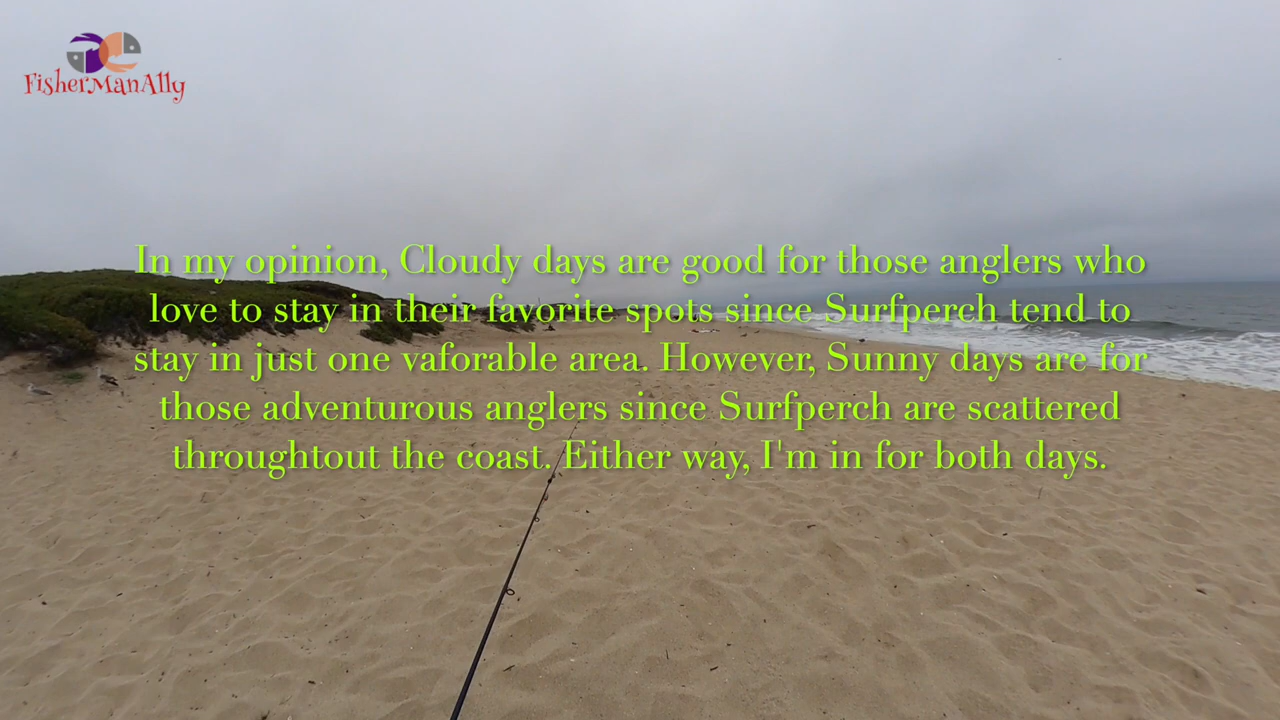 FisherManAlly
In my opinion, Cloudy days are good for those anglers who
love to stay in their favorite spots since Surfperch tend to
stay in just one vaforable area. However, Sunny days are for
those adventurous anglers since Surfperch are scattered
throughtout the coast. Either way, I'm in for both days.